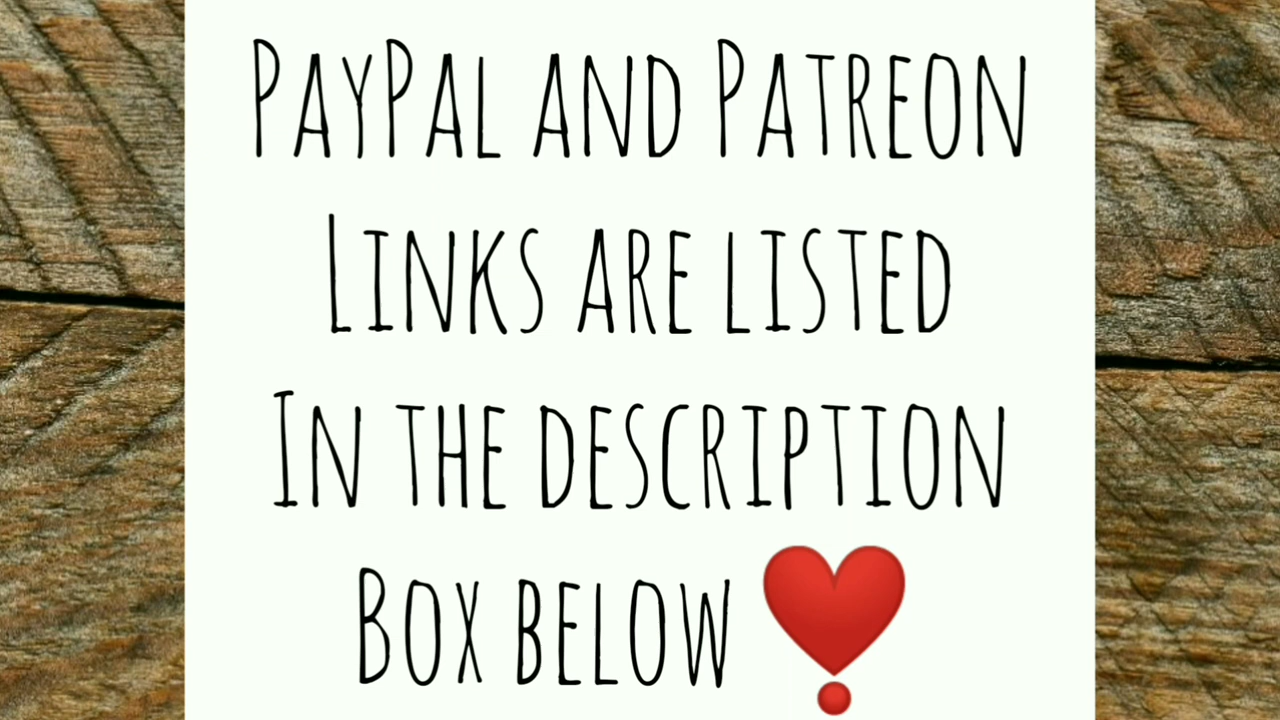 PayPal and Patreon
Links are listed
In the description
Box below ❣